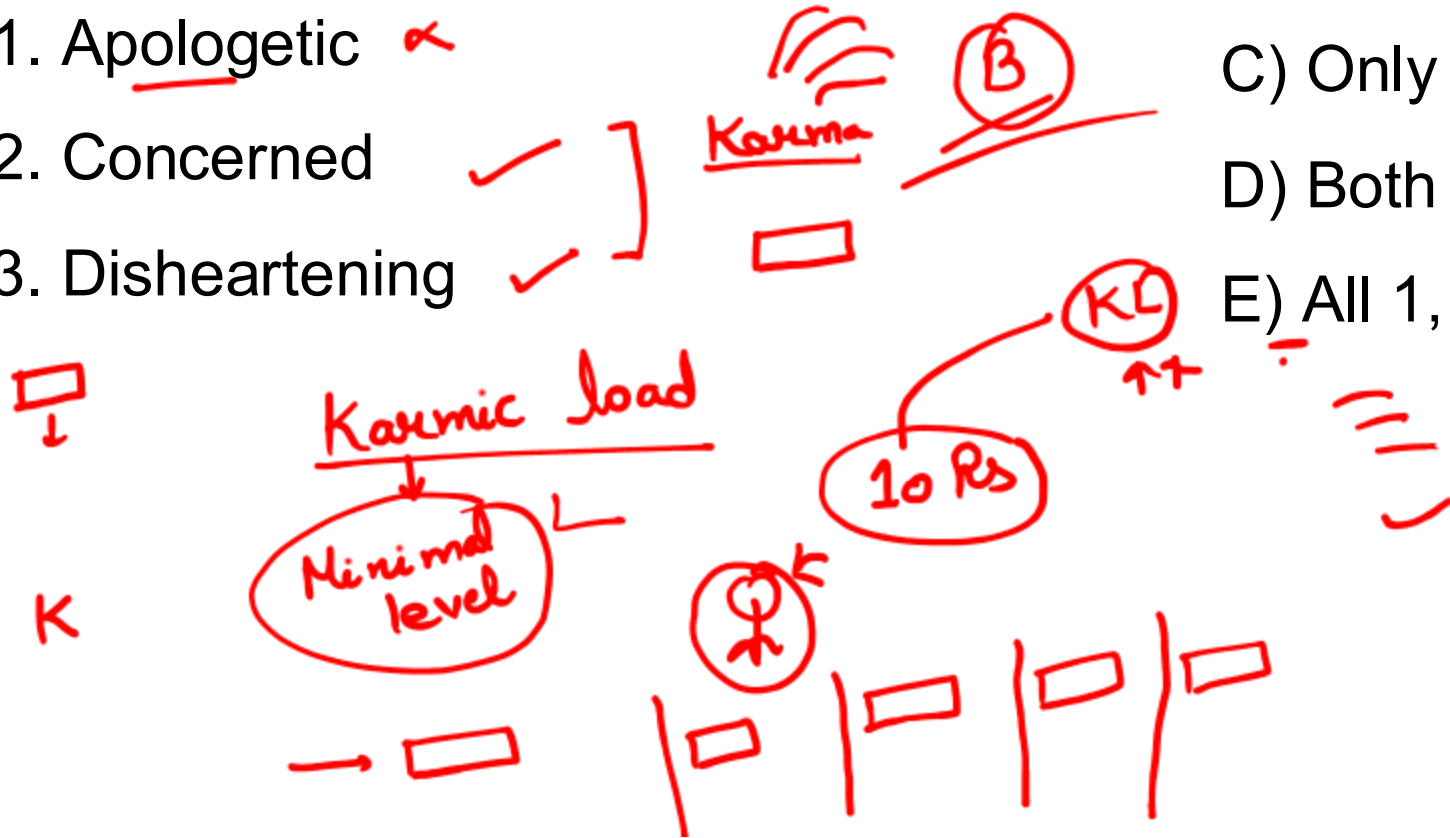 1. Apologetic
2. Concerned
3. Disheartening
Karma
B
C) Only
D) Both
E) All 1,
KL
Karmic load
10 Rs
Minimal
level
K